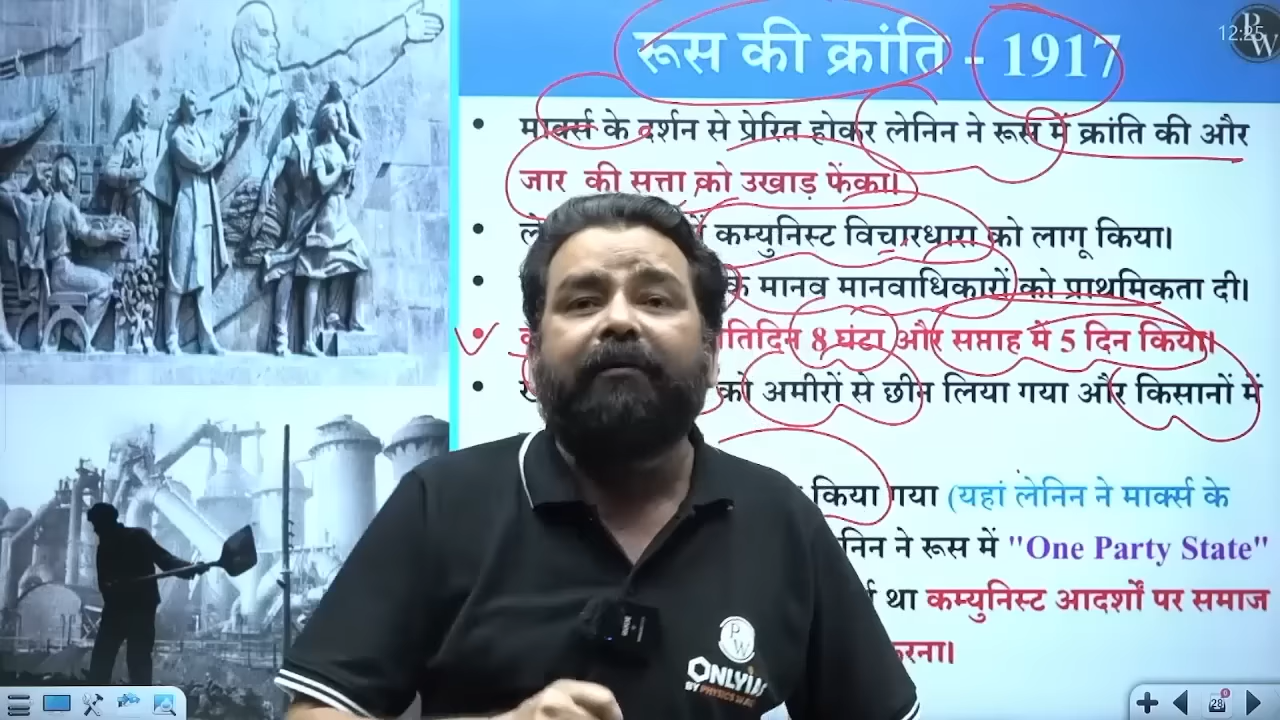 रूस की क्रांति - 1917
12:25
PW
• मार्क्स के दर्शन से प्रेरित होकर लेनिन ने रूस में क्रांति की और
जार की सत्ता को उखाड़ फेंका।
• कम्युनिस्ट विचारधारा को लागू किया।
• मानव मानवाधिकारों को प्राथमिकता दी।
• 8 घंटा और सप्ताह में 5 दिन किया।
• को अमीरों से छीन लिया गया और किसानों में
किया गया (यहां लेनिन ने मार्क्स के
ने रूस में "One Party State"
था कम्युनिस्ट आदर्शों पर समाज
करना।
PW
ONLYIAS
BY PHYSICS WALLAH
28